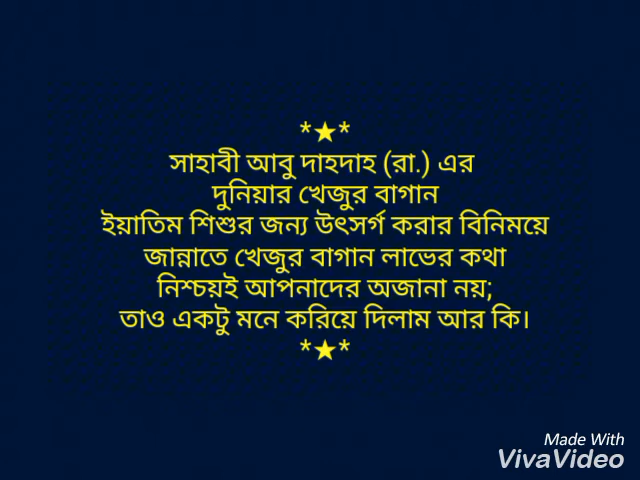 *★*
সাহাবী আবু দাহদাহ (রা.) এর
দুনিয়ার খেজুর বাগান
ইয়াতিম শিশুর জন্য উৎসর্গ করার বিনিময়ে
জান্নাতে খেজুর বাগান লাভের কথা
নিশ্চয়ই আপনাদের অজানা নয়;
তাও একটু মনে করিয়ে দিলাম আর কি।
*★*
Made With
VivaVideo